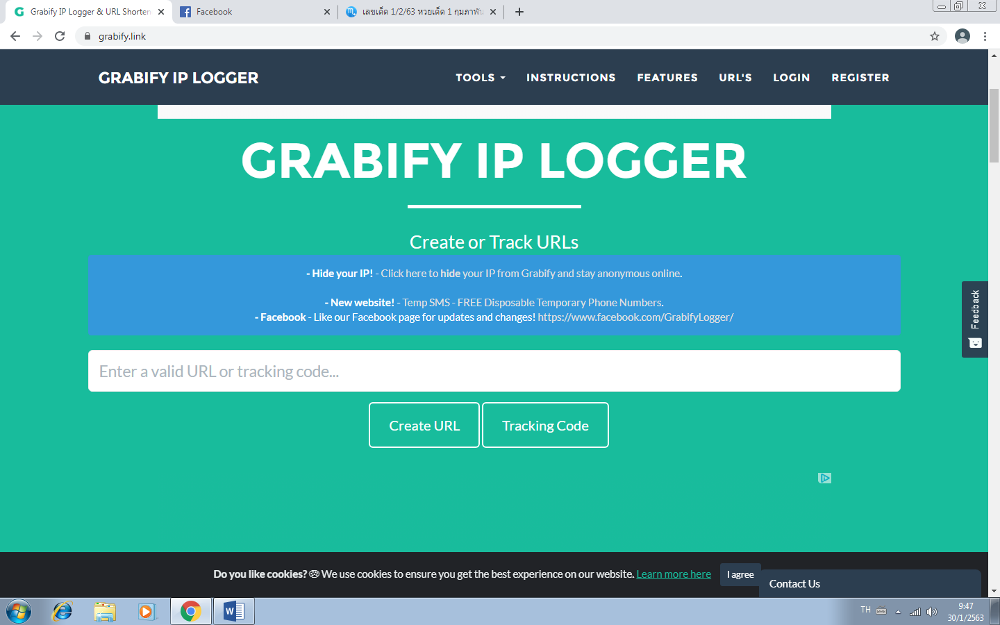 Grabify IP Logger & URL Shorten
Facebook
เลขเด็ด 1/2/63 หวยเด็ด 1 กุมภาพัน
grabify.link
GRABIFY IP LOGGER
TOOLS
INSTRUCTIONS
FEATURES
URL'S
LOGIN
REGISTER
GRABIFY IP LOGGER
Create or Track URLs
- Hide your IP! - Click here to hide your IP from Grabify and stay anonymous online.
- New website! - Temp SMS - FREE Disposable Temporary Phone Numbers.
- Facebook - Like our Facebook page for updates and changes! https://www.facebook.com/GrabifyLogger/
Feedback
Enter a valid URL or tracking code...
Create URL
Tracking Code
Do you like cookies? 🍪 We use cookies to ensure you get the best experience on our website. Learn more here
I agree
Contact Us
TH
9:47
30/1/2563